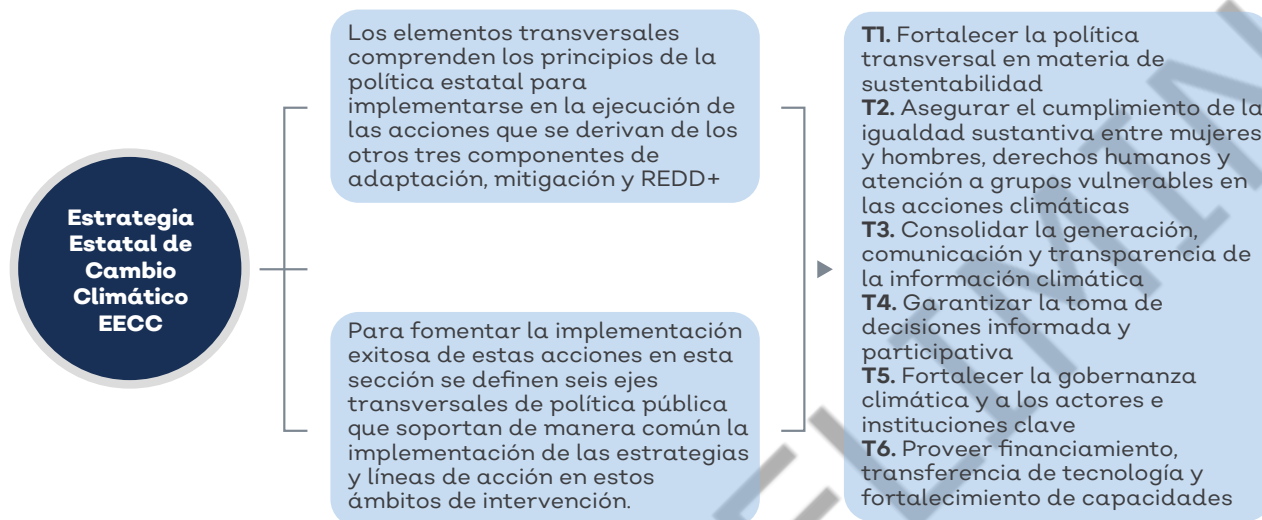 Estrategia
Estatal de
Cambio
Climático
EECC
Los elementos transversales
comprenden los principios de la
política estatal para
implementarse en la ejecución de
las acciones que se derivan de los
otros tres componentes de
adaptación, mitigación y REDD+
Para fomentar la implementación
exitosa de estas acciones en esta
sección se definen seis ejes
transversales de política pública
que soportan de manera común la
implementación de las estrategias
y líneas de acción en estos
ámbitos de intervención.
T1. Fortalecer la política
transversal en materia de
sustentabilidad
T2. Asegurar el cumplimiento de la
igualdad sustantiva entre mujeres
y hombres, derechos humanos y
atención a grupos vulnerables en
las acciones climáticas
T3. Consolidar la generación,
comunicación y transparencia de
la información climática
T4. Garantizar la toma de
decisiones informada y
participativa
T5. Fortalecer la gobernanza
climática y a los actores e
instituciones clave
T6. Proveer financiamiento,
transferencia de tecnología y
fortalecimiento de capacidades